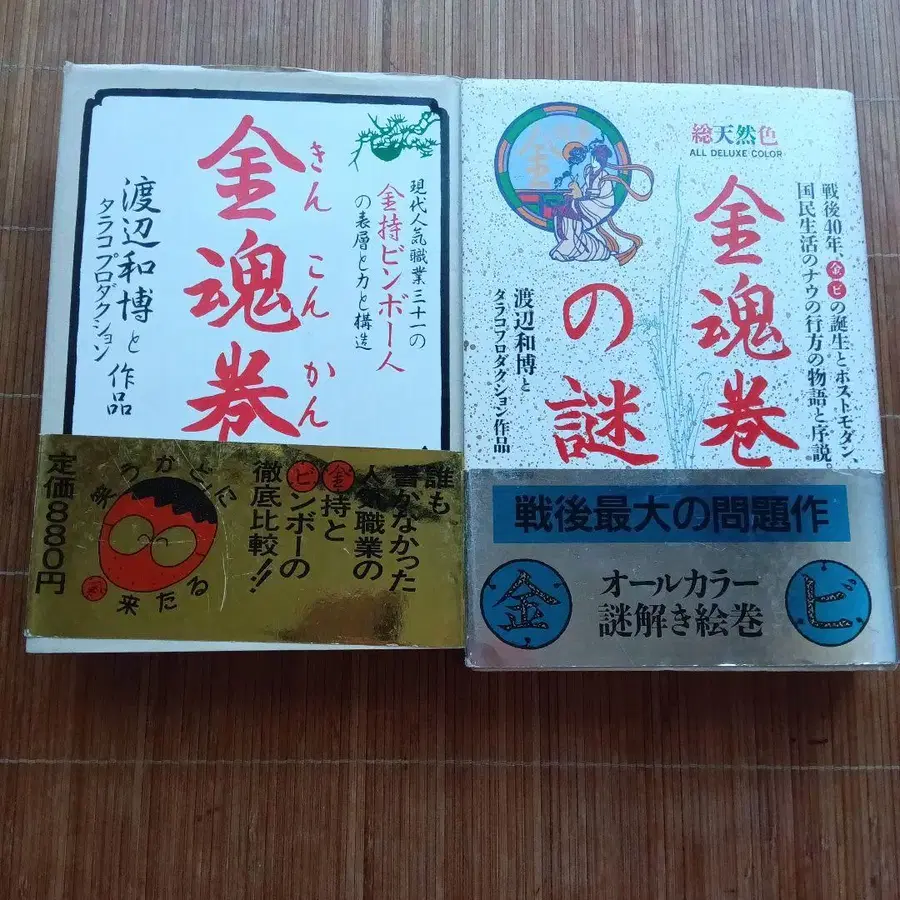 現代人気職業三十一の
金持ビンボー人
の表層と力と構造
金魂巻
きんこんかん
渡辺和博と
タラコプロダクション
作品
誰も
書かなかった
人気職業の
金持と
ビンボーの
徹底比較!!
どこに
来る
定価880円
総天然色
ALL DELUXE COLOR
戦後40年、金ビの誕生とポストモダン、
国民生活のナウの行方の物語と序説。
金魂巻
の謎
渡辺和博と
タラコプロダクション作品
戦後最大の問題作
金
オールカラー
謎解き絵巻
ビ